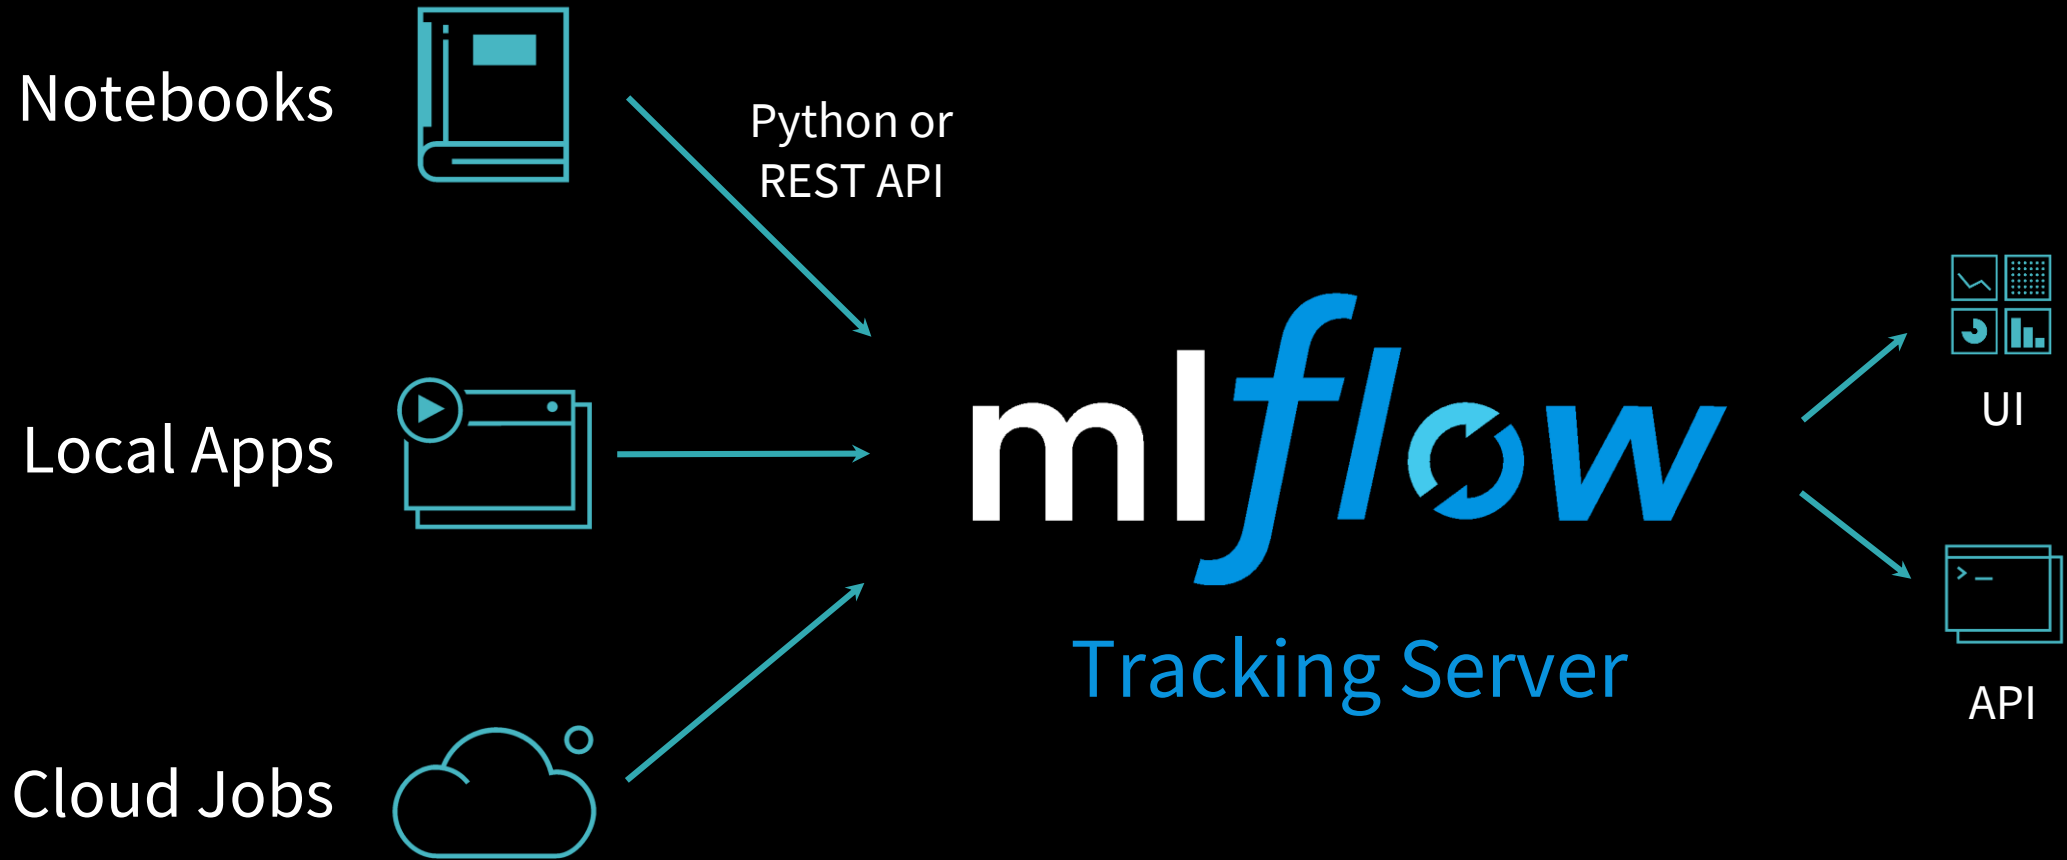 Notebooks
Python or
REST API
Local Apps
mlflow
Tracking Server
UI
>_
API
Cloud Jobs